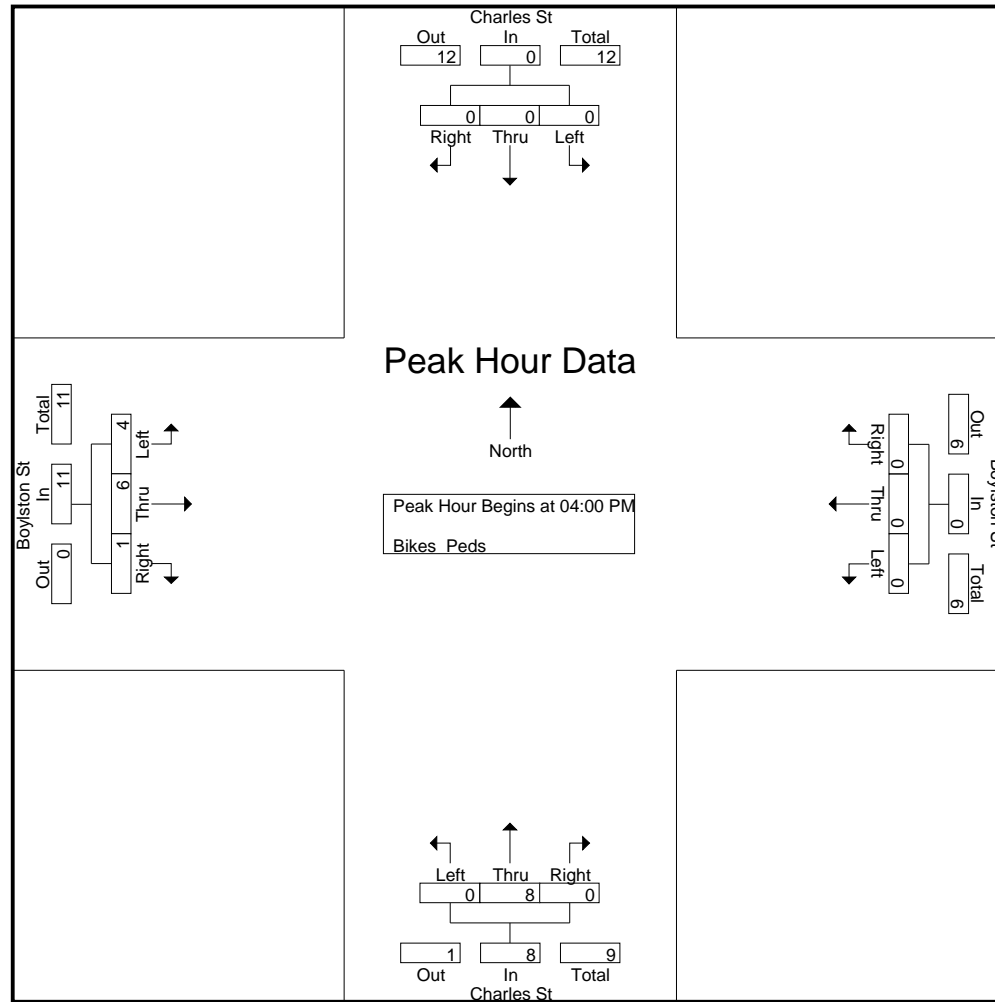 Charles St
Out In Total
12 0 12
0 0 0
Right Thru Left
Peak Hour Data
North
Peak Hour Begins at 04:00 PM
Bikes Peds
Boylston St
Out In Total
0 11 11
1 6 4
Right Thru Left
Boylston St
Out In Total
6 0 6
0 0 0
Right Thru Left
Left Thru Right
0 8 0
1 8 9
Out In Total
Charles St